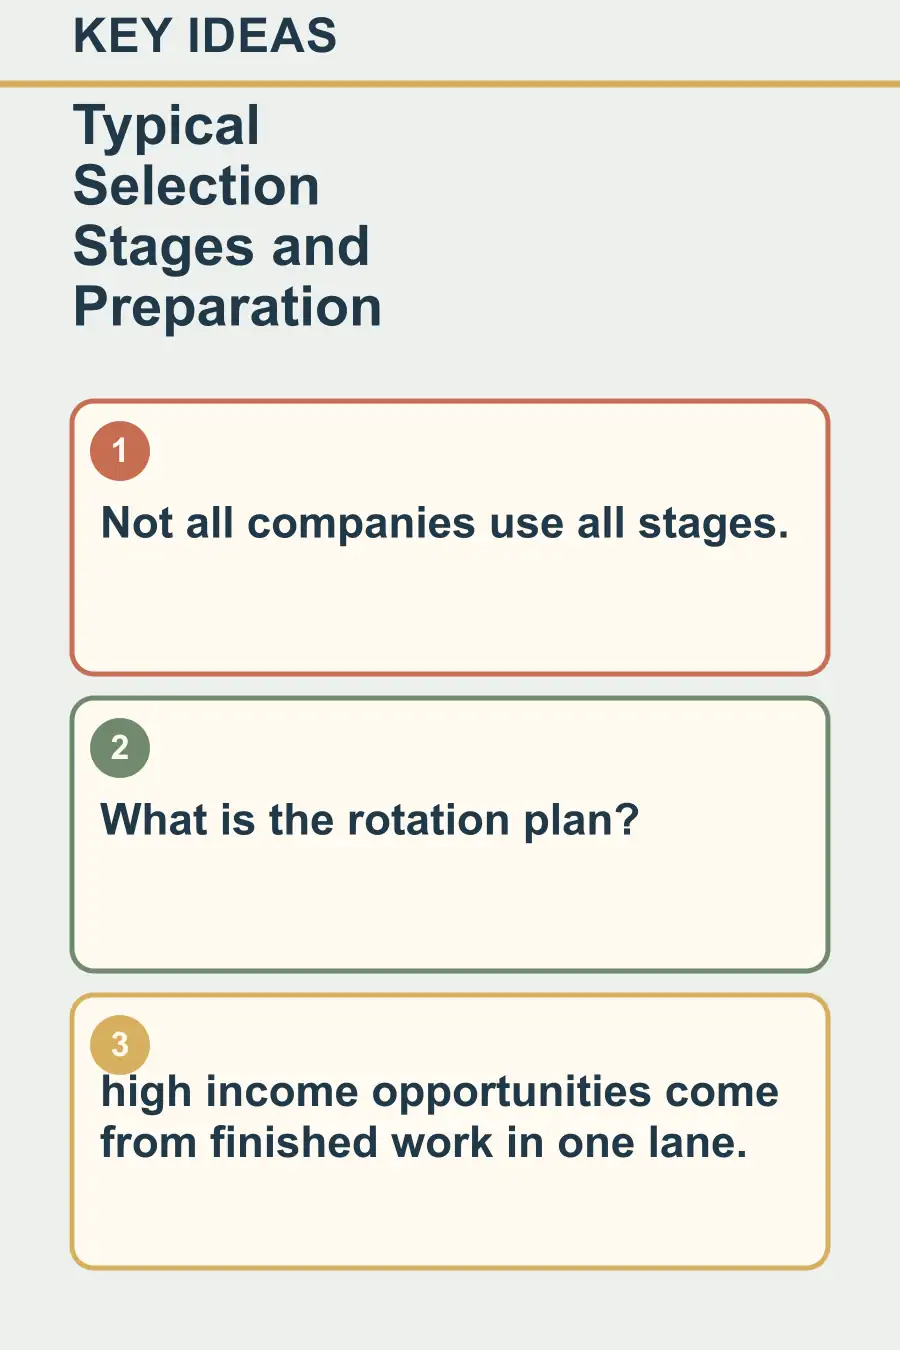 KEY IDEAS
Typical
Selection
Stages and
Preparation
1
Not all companies use all stages.
2
What is the rotation plan?
3
high income opportunities come
from finished work in one lane.